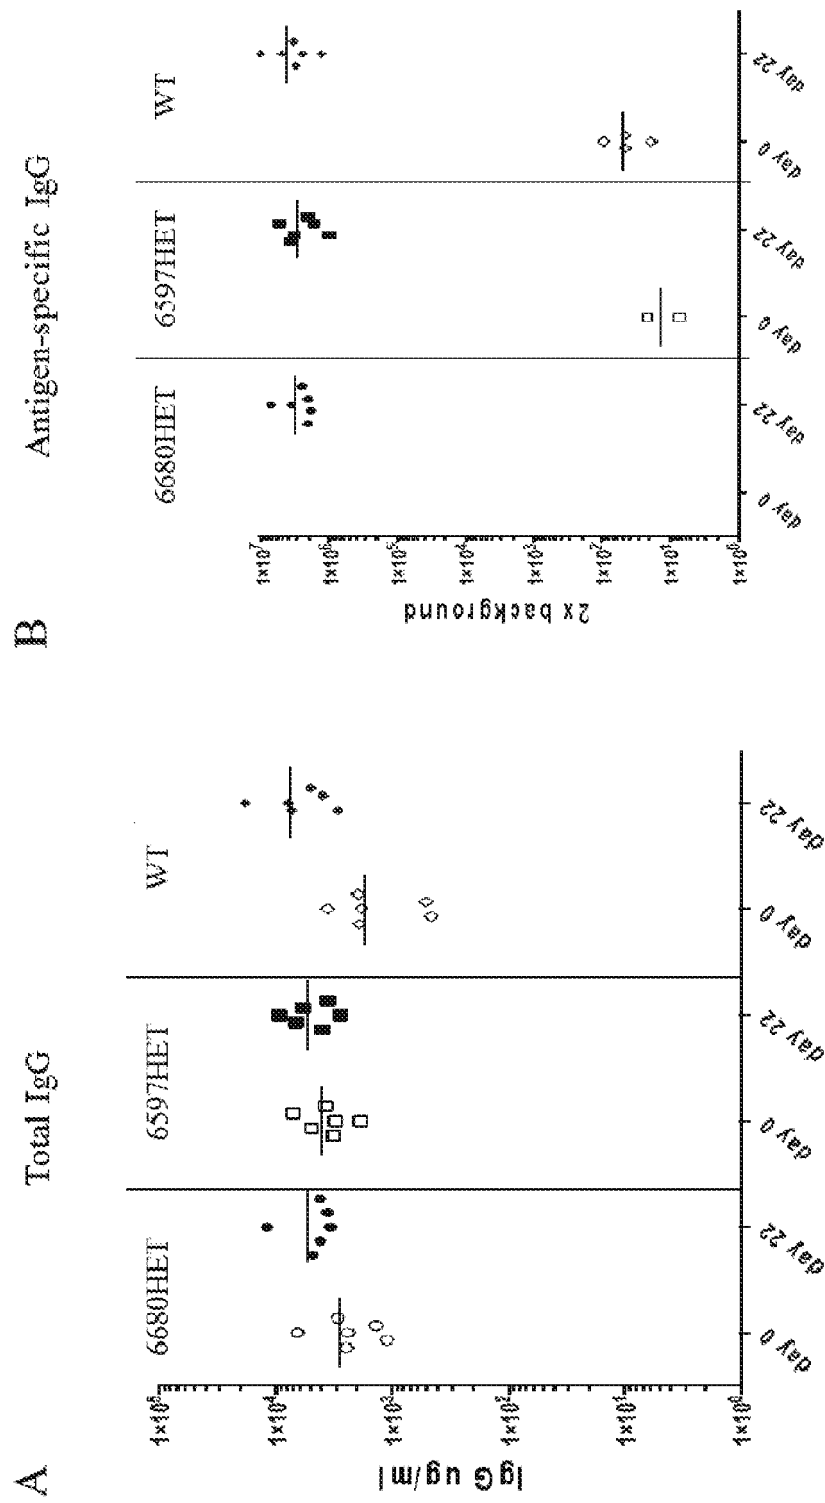 A
Total IgG
6680HET
6597HET
WT
IgG ug/ml
1×10⁵
1×10⁴
1×10³
1×10²
1×10¹
1×10⁰
day 0
day 22
day 0
day 22
day 0
day 22
B
Antigen-specific IgG
6680HET
6597HET
WT
2x background
1×10⁷
1×10⁶
1×10⁵
1×10⁴
1×10³
1×10²
1×10¹
1×10⁰
day 0
day 22
day 0
day 22
day 0
day 22